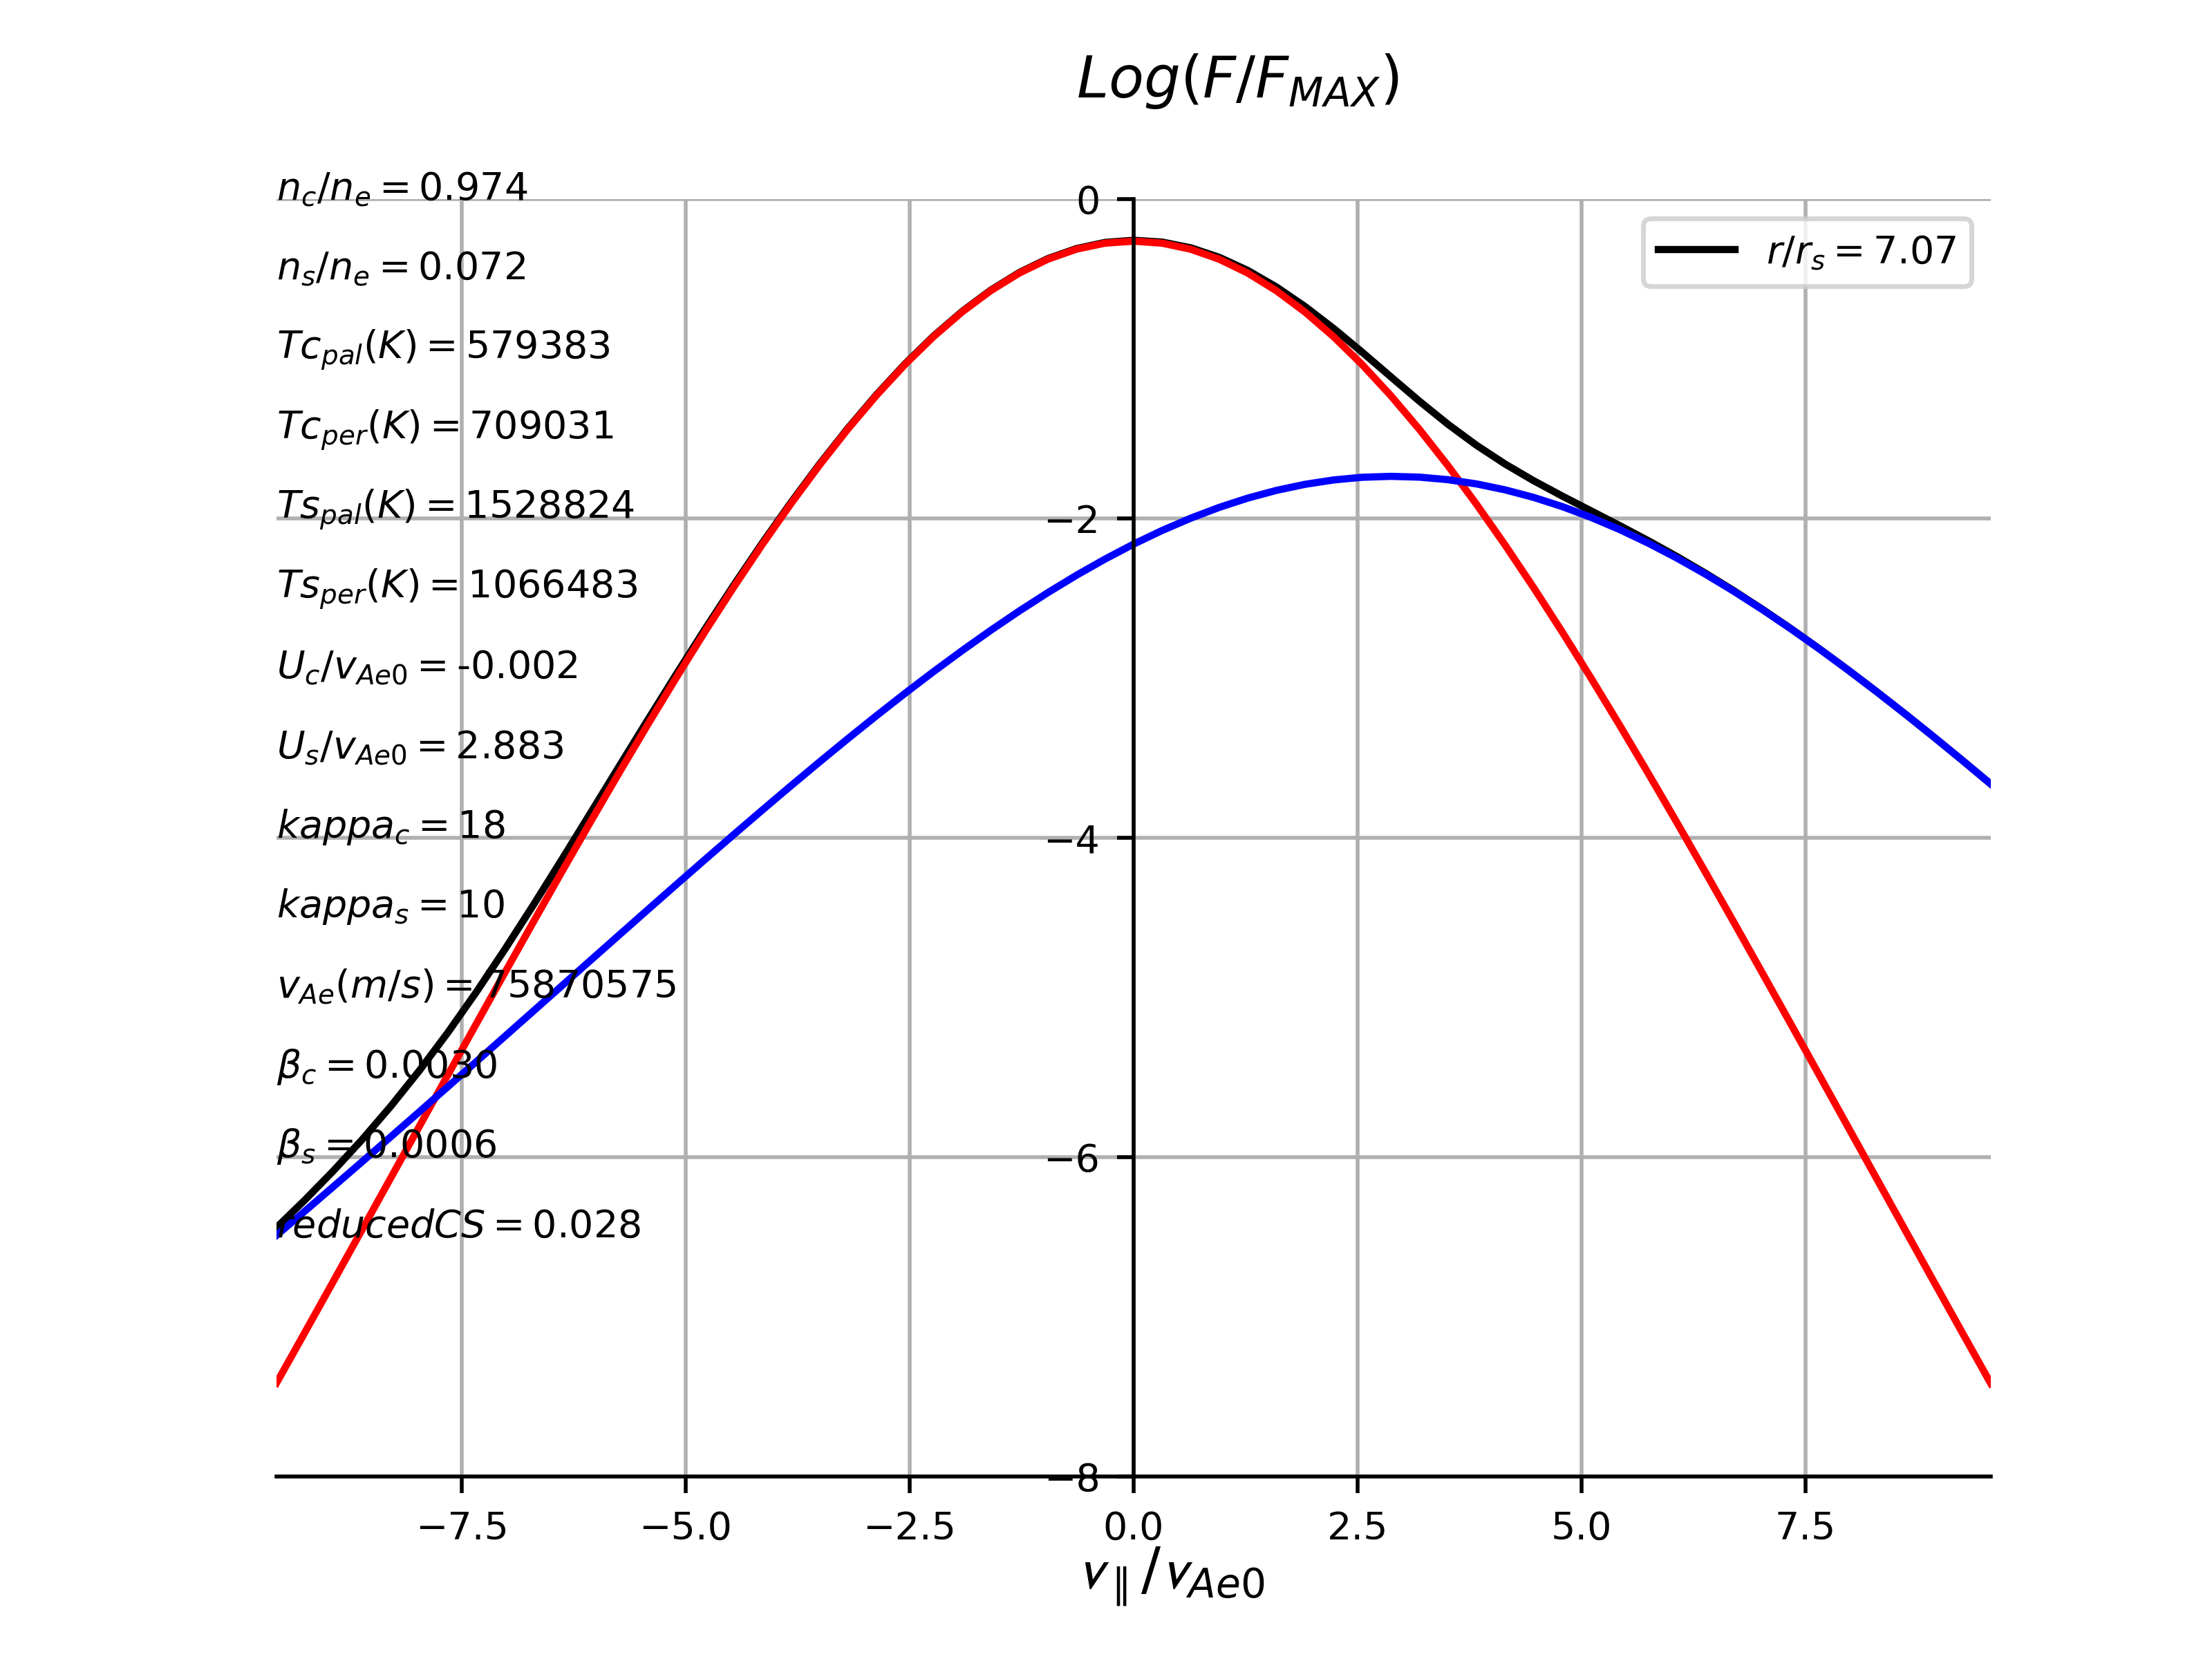 Log(F/F_MAX)
n_c/n_e = 0.974
n_s/n_e = 0.072
Tc_pal(K) = 579383
Tc_per(K) = 709031
Ts_pal(K) = 1528824
Ts_per(K) = 1066483
U_c/v_Ae0 = -0.002
U_s/v_Ae0 = 2.883
kappa_c = 18
kappa_s = 10
v_Ae(m/s) = 75870575
β_c = 0.0030
β_s = 0.0006
reducedCS = 0.028
r/r_s = 7.07
0
−2
−4
−6
−8
−7.5 −5.0 −2.5 0.0 2.5 5.0 7.5
v_∥/v_Ae0